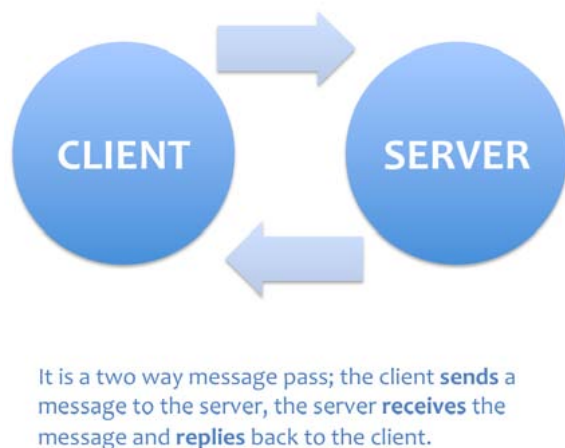 CLIENT
SERVER
It is a two way message pass; the client sends a
message to the server, the server receives the
message and replies back to the client.